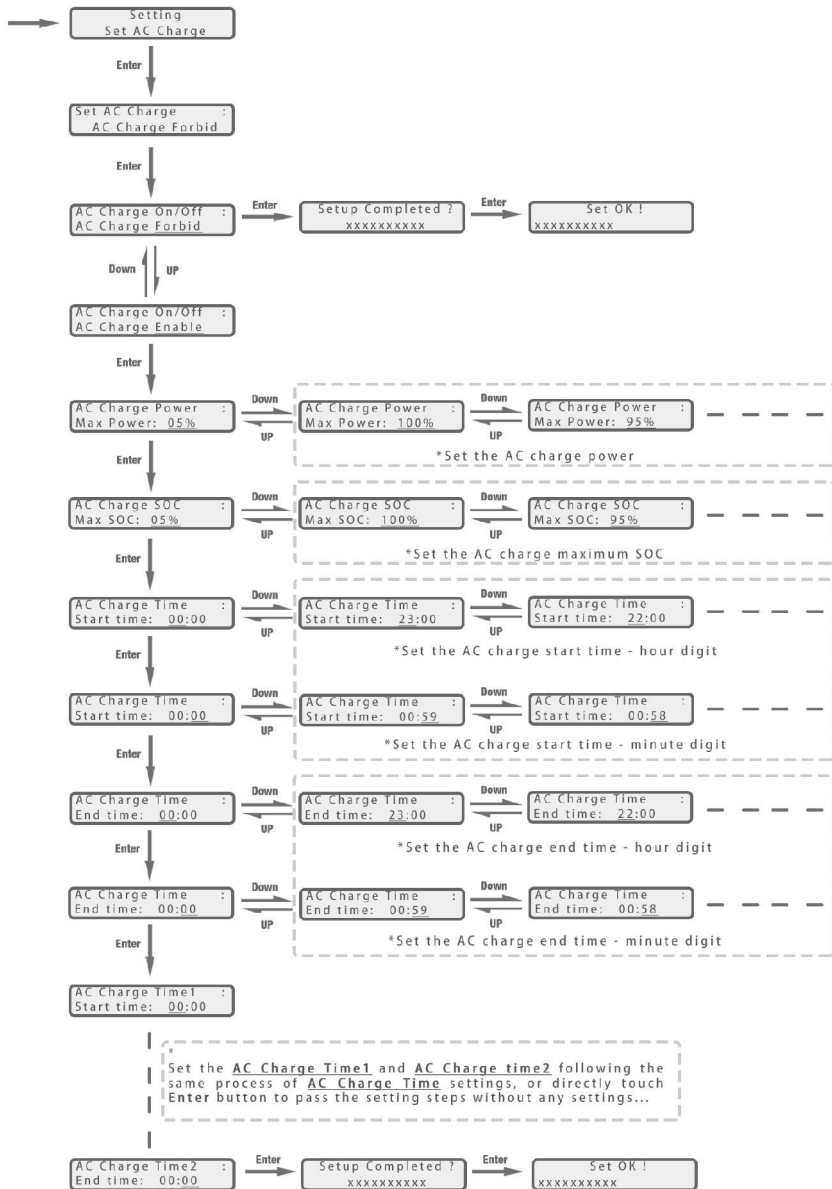 Setting
Set AC Charge
Enter
Set AC Charge :
AC Charge Forbid
Enter
AC Charge On/Off :
AC Charge Forbid
Enter
Setup Completed ?
xxxxxxxxxx
Enter
Set OK !
xxxxxxxxxx
Down
UP
AC Charge On/Off :
AC Charge Enable
Enter
AC Charge Power :
Max Power: 05%
Down
UP
AC Charge Power :
Max Power: 100%
Down
UP
AC Charge Power :
Max Power: 95%
*Set the AC charge power
Enter
AC Charge SOC :
Max SOC: 05%
Down
UP
AC Charge SOC :
Max SOC: 100%
Down
UP
AC Charge SOC :
Max SOC: 95%
*Set the AC charge maximum SOC
Enter
AC Charge Time :
Start time: 00:00
Down
UP
AC Charge Time :
Start time: 23:00
Down
UP
AC Charge Time :
Start time: 22:00
*Set the AC charge start time - hour digit
Enter
AC Charge Time :
Start time: 00:00
Down
UP
AC Charge Time :
Start time: 00:59
Down
UP
AC Charge Time :
Start time: 00:58
*Set the AC charge start time - minute digit
Enter
AC Charge Time :
End time: 00:00
Down
UP
AC Charge Time :
End time: 23:00
Down
UP
AC Charge Time :
End time: 22:00
*Set the AC charge end time - hour digit
Enter
AC Charge Time :
End time: 00:00
Down
UP
AC Charge Time :
End time: 00:59
Down
UP
AC Charge Time :
End time: 00:58
*Set the AC charge end time - minute digit
Enter
AC Charge Time1 :
Start time: 00:00
*
Set the AC Charge Time1 and AC Charge time2 following the
same process of AC Charge Time settings, or directly touch
Enter button to pass the setting steps without any settings...
AC Charge Time2 :
End time: 00:00
Enter
Setup Completed ?
xxxxxxxxxx
Enter
Set OK !
xxxxxxxxxx